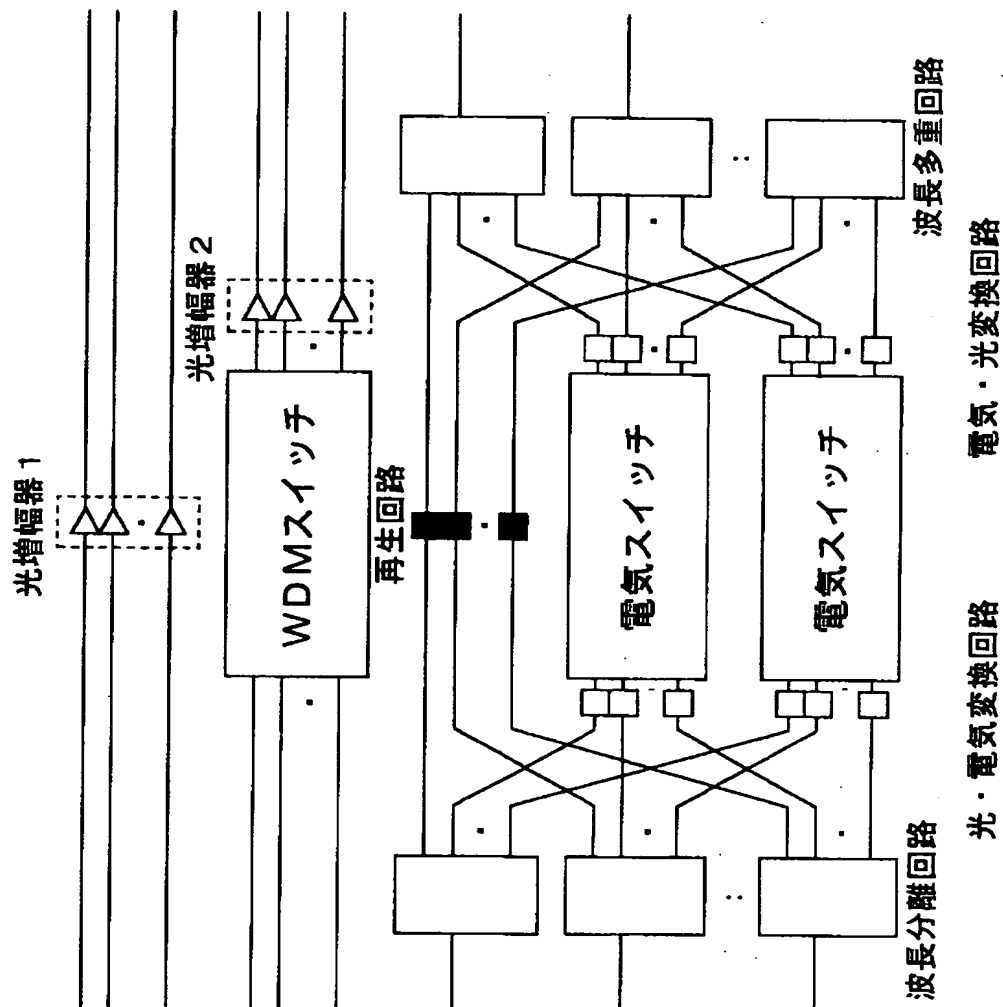 光増幅器1
光増幅器2
WDMスイッチ
再生回路
電気スイッチ
電気スイッチ
波長分離回路
光・電気変換回路
電気・光変換回路
波長多重回路